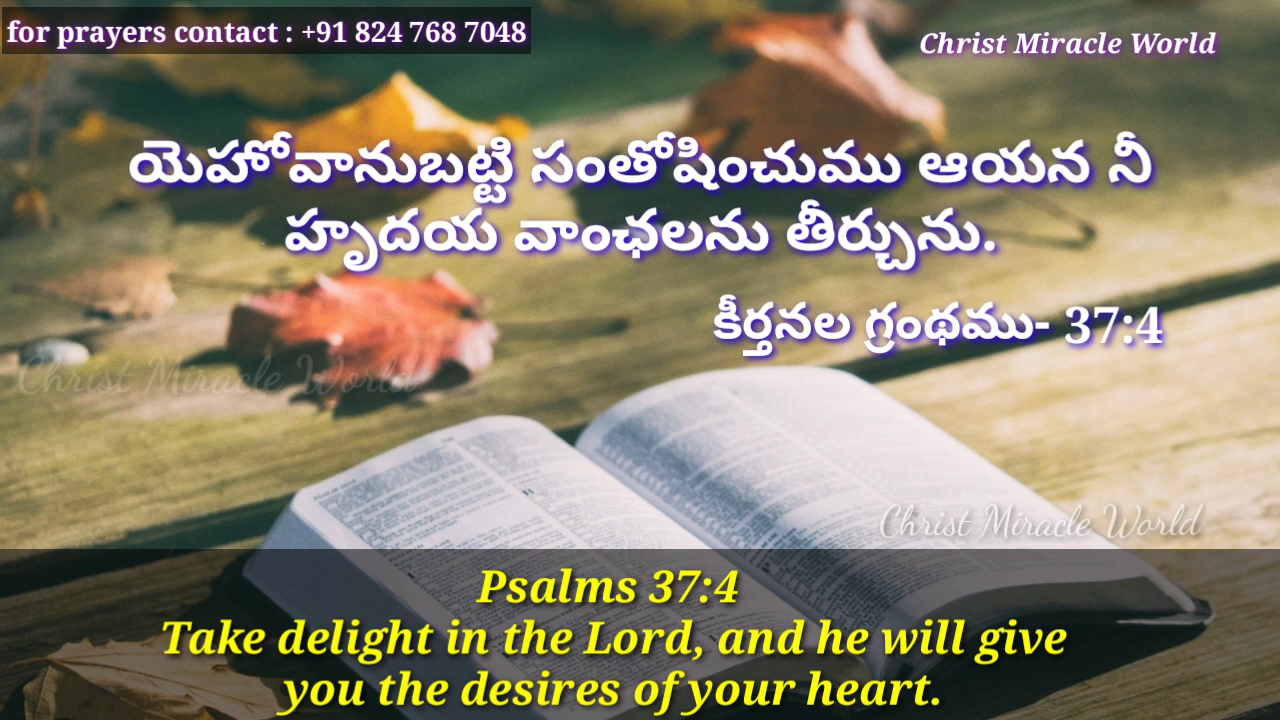 for prayers contact : +91 824 768 7048
Christ Miracle World
యెహోవానుబట్టి సంతోషించుము ఆయన నీ
హృదయ వాంఛలను తీర్చును.
కీర్తనల గ్రంథము- 37:4
Christ Miracle World
Christ Miracle World
Psalms 37:4
Take delight in the Lord, and he will give
you the desires of your heart.